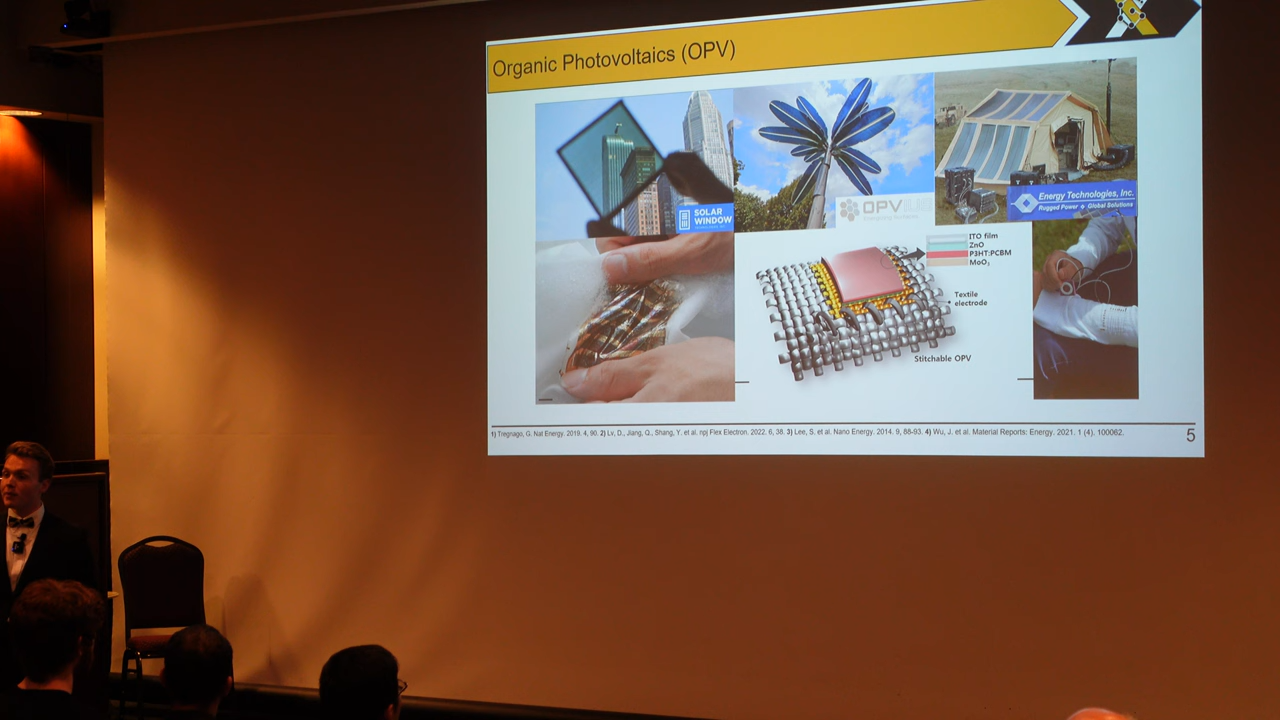 Organic Photovoltaics (OPV)
SOLAR
WINDOW
OPVIUS
Energy Technologies, Inc.
Rugged Power Global Solutions
ITO film
ZnO
P3HT:PCBM
MoO₃
Textile
electrode
Stitchable OPV
1) Tregnago, G. Nat Energy. 2019. 4, 90. 2) Lv, D., Jiang, Q., Shang, Y. et al. npj Flex Electron. 2022. 6, 38. 3) Lee, S. et al. Nano Energy. 2014. 9, 88-93. 4) Wu, J. et al. Material Reports: Energy. 2021. 1 (4). 100062.
5